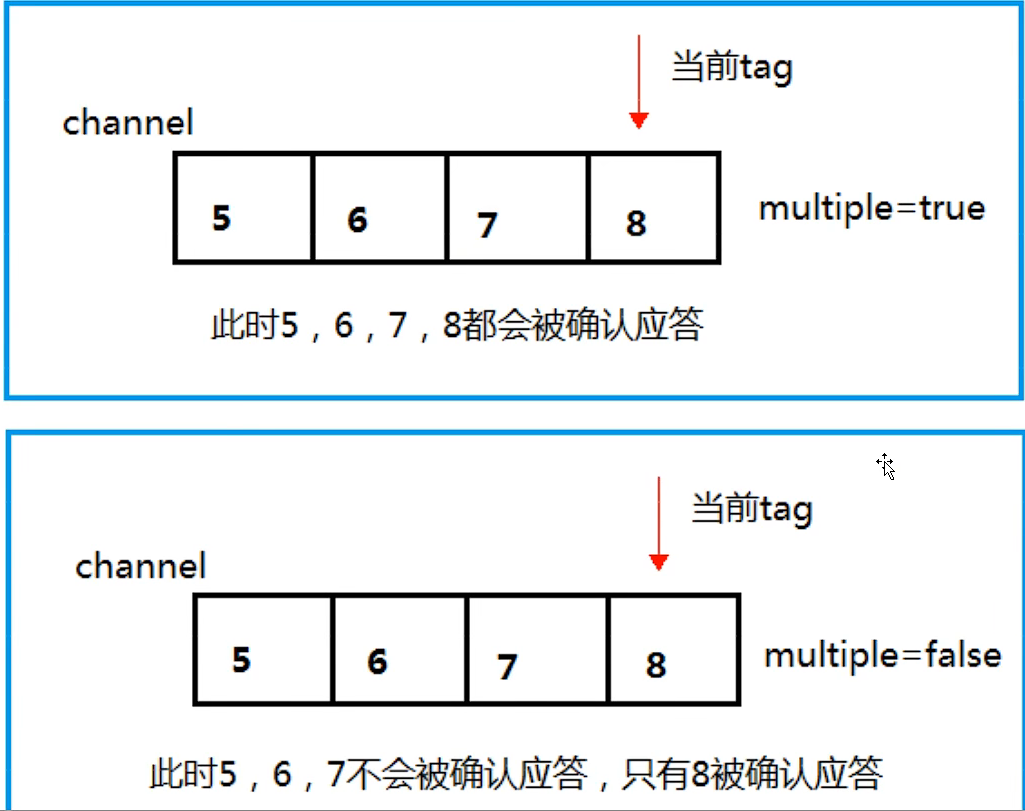 当前tag
channel
5 6 7 8
multiple=true
此时5，6，7，8都会被确认应答
当前tag
channel
5 6 7 8
multiple=false
此时5，6，7不会被确认应答，只有8被确认应答